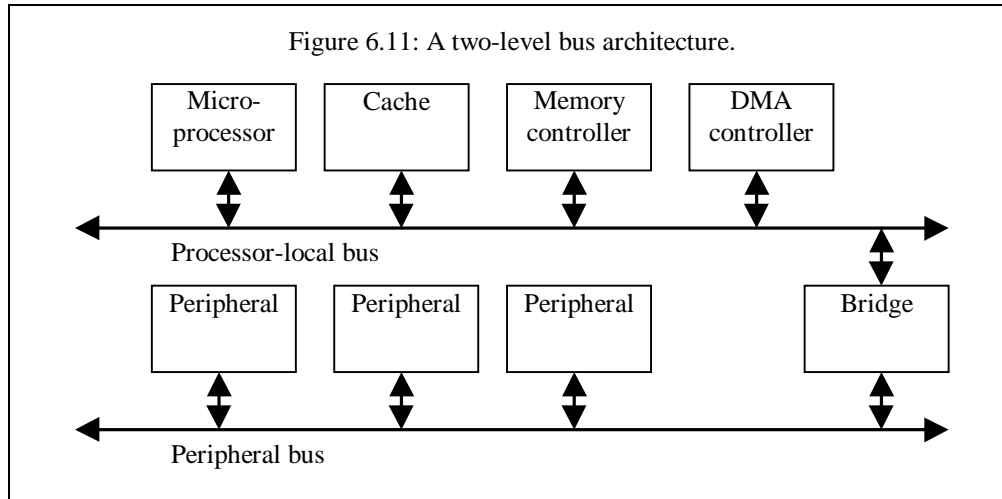 Figure 6.11: A two-level bus architecture.
Micro-
processor
Cache
Memory
controller
DMA
controller
Processor-local bus
Peripheral
Peripheral
Peripheral
Bridge
Peripheral bus